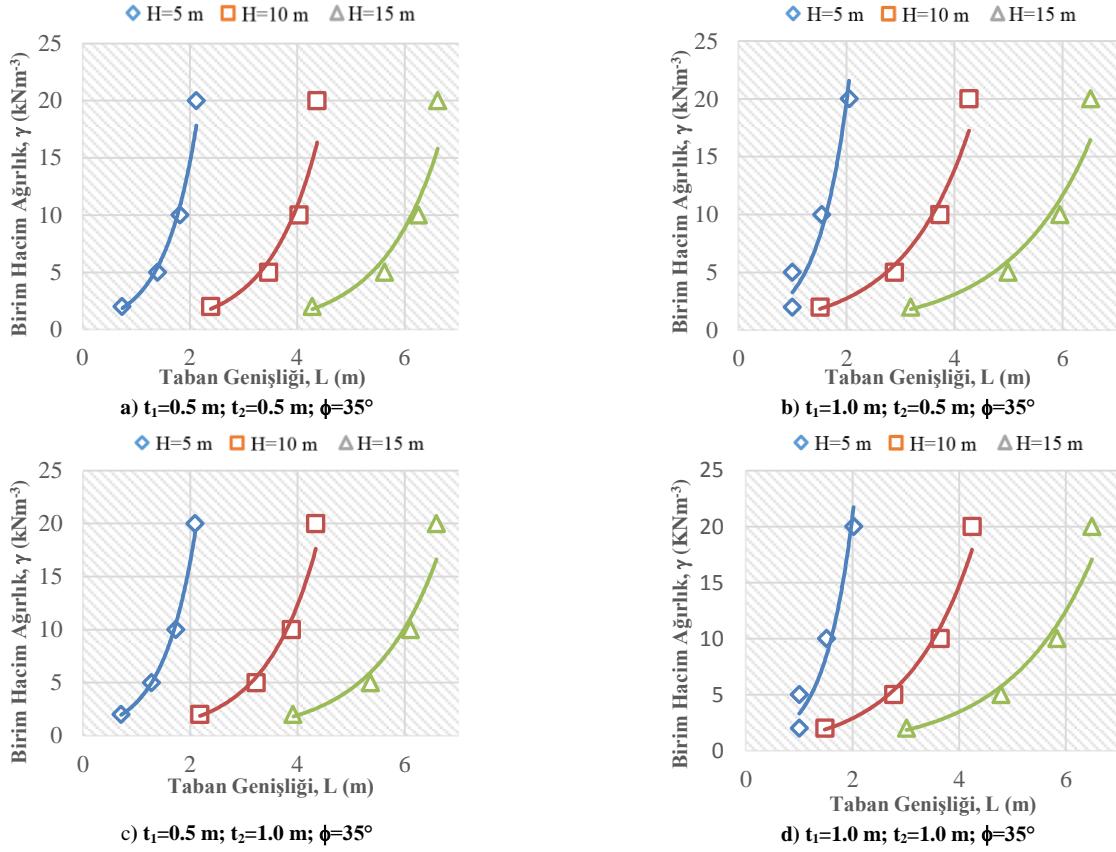 H=5 m H=10 m H=15 m
25
20
15
10
5
0
Birim Hacim Ağırlık, γ (kNm⁻³)
0 2 4 6
Taban Genişliği, L (m)
a) t₁=0.5 m; t₂=0.5 m; ϕ=35°
H=5 m H=10 m H=15 m
25
20
15
10
5
0
Birim Hacim Ağırlık, γ (kNm⁻³)
0 2 4 6
Taban Genişliği, L (m)
b) t₁=1.0 m; t₂=0.5 m; ϕ=35°
H=5 m H=10 m H=15 m
25
20
15
10
5
0
Birim Hacim Ağırlık, γ (kNm⁻³)
0 2 4 6
Taban Genişliği, L (m)
c) t₁=0.5 m; t₂=1.0 m; ϕ=35°
H=5 m H=10 m H=15 m
25
20
15
10
5
0
Birim Hacim Ağırlık, γ (KNm⁻³)
0 2 4 6
Taban Genişliği, L (m)
d) t₁=1.0 m; t₂=1.0 m; ϕ=35°